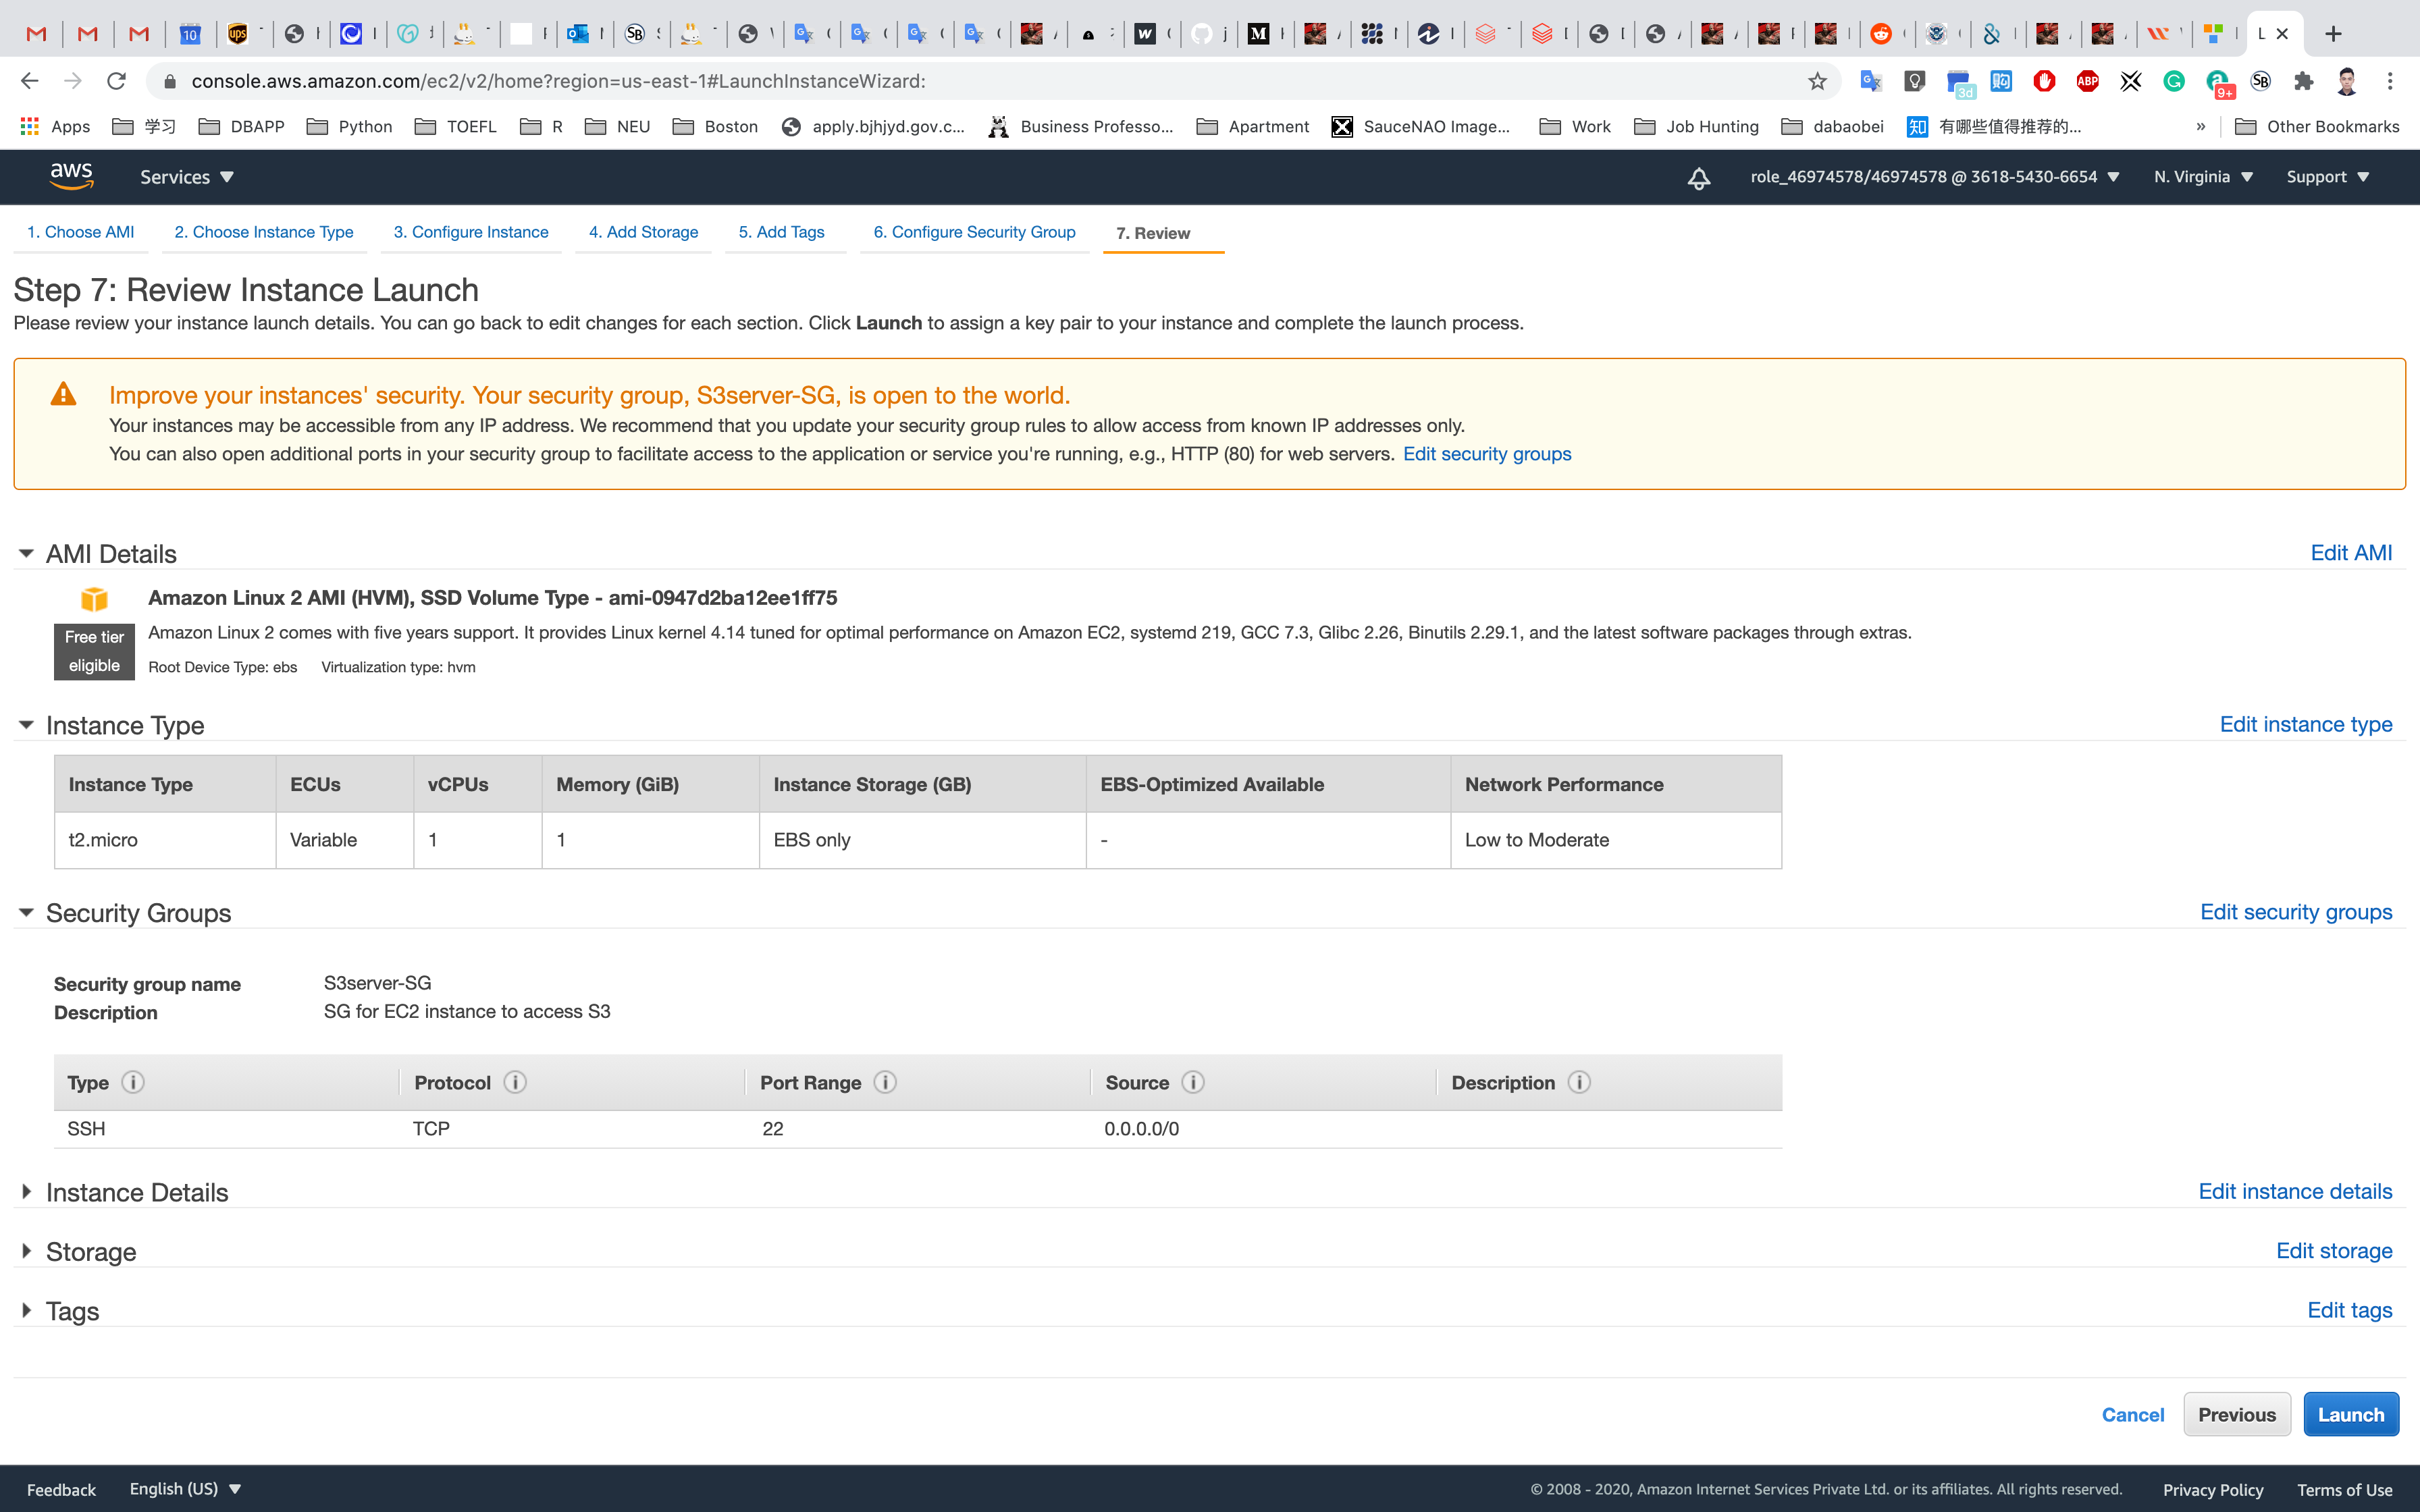 console.aws.amazon.com/ec2/v2/home?region=us-east-1#LaunchInstanceWizard:
Apps 学习 DBAPP Python TOEFL R NEU Boston apply.bjhjyd.gov.c... Business Professo... Apartment SauceNAO Image... Work Job Hunting dabaobei 有哪些值得推荐的... » Other Bookmarks
aws Services role_46974578/46974578 @ 3618-5430-6654 N. Virginia Support
1. Choose AMI 2. Choose Instance Type 3. Configure Instance 4. Add Storage 5. Add Tags 6. Configure Security Group 7. Review
Step 7: Review Instance Launch
Please review your instance launch details. You can go back to edit changes for each section. Click Launch to assign a key pair to your instance and complete the launch process.
Improve your instances' security. Your security group, S3server-SG, is open to the world.
Your instances may be accessible from any IP address. We recommend that you update your security group rules to allow access from known IP addresses only.
You can also open additional ports in your security group to facilitate access to the application or service you're running, e.g., HTTP (80) for web servers. Edit security groups
AMI Details Edit AMI
Amazon Linux 2 AMI (HVM), SSD Volume Type - ami-0947d2ba12ee1ff75
Free tier eligible
Amazon Linux 2 comes with five years support. It provides Linux kernel 4.14 tuned for optimal performance on Amazon EC2, systemd 219, GCC 7.3, Glibc 2.26, Binutils 2.29.1, and the latest software packages through extras.
Root Device Type: ebs Virtualization type: hvm
Instance Type Edit instance type
Instance Type ECUs vCPUs Memory (GiB) Instance Storage (GB) EBS-Optimized Available Network Performance
t2.micro Variable 1 1 EBS only - Low to Moderate
Security Groups Edit security groups
Security group name S3server-SG
Description SG for EC2 instance to access S3
Type Protocol Port Range Source Description
SSH TCP 22 0.0.0.0/0
Instance Details Edit instance details
Storage Edit storage
Tags Edit tags
Cancel Previous Launch
Feedback English (US) © 2008 - 2020, Amazon Internet Services Private Ltd. or its affiliates. All rights reserved. Privacy Policy Terms of Use